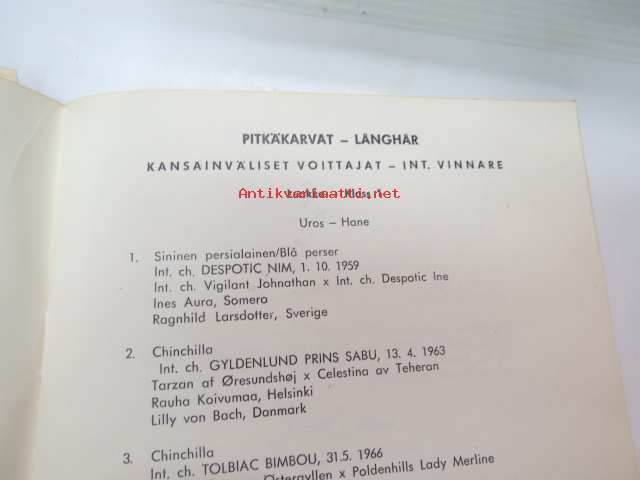 PITKÄKARVAT – LÅNGHÅR
KANSAINVÄLISET VOITTAJAT – INT. VINNARE
Antikvariaatti.net
Uros – Hane
1. Sininen persialainen/Blå perser
Int. ch. DESPOTIC NIM, 1. 10. 1959
Int. ch. Vigilant Johnathan x Int. ch. Despotic Ine
Ines Aura, Somero
Ragnhild Larsdotter, Sverige
2. Chinchilla
Int. ch. GYLDENLUND PRINS SABU, 13. 4. 1963
Tarzan af Øresundshøj x Celestina av Teheran
Rauha Koivumaa, Helsinki
Lilly von Bach, Danmark
3. Chinchilla
Int. ch. TOLBIAC BIMBOU, 31.5. 1966
x Poldenhills Lady Merline